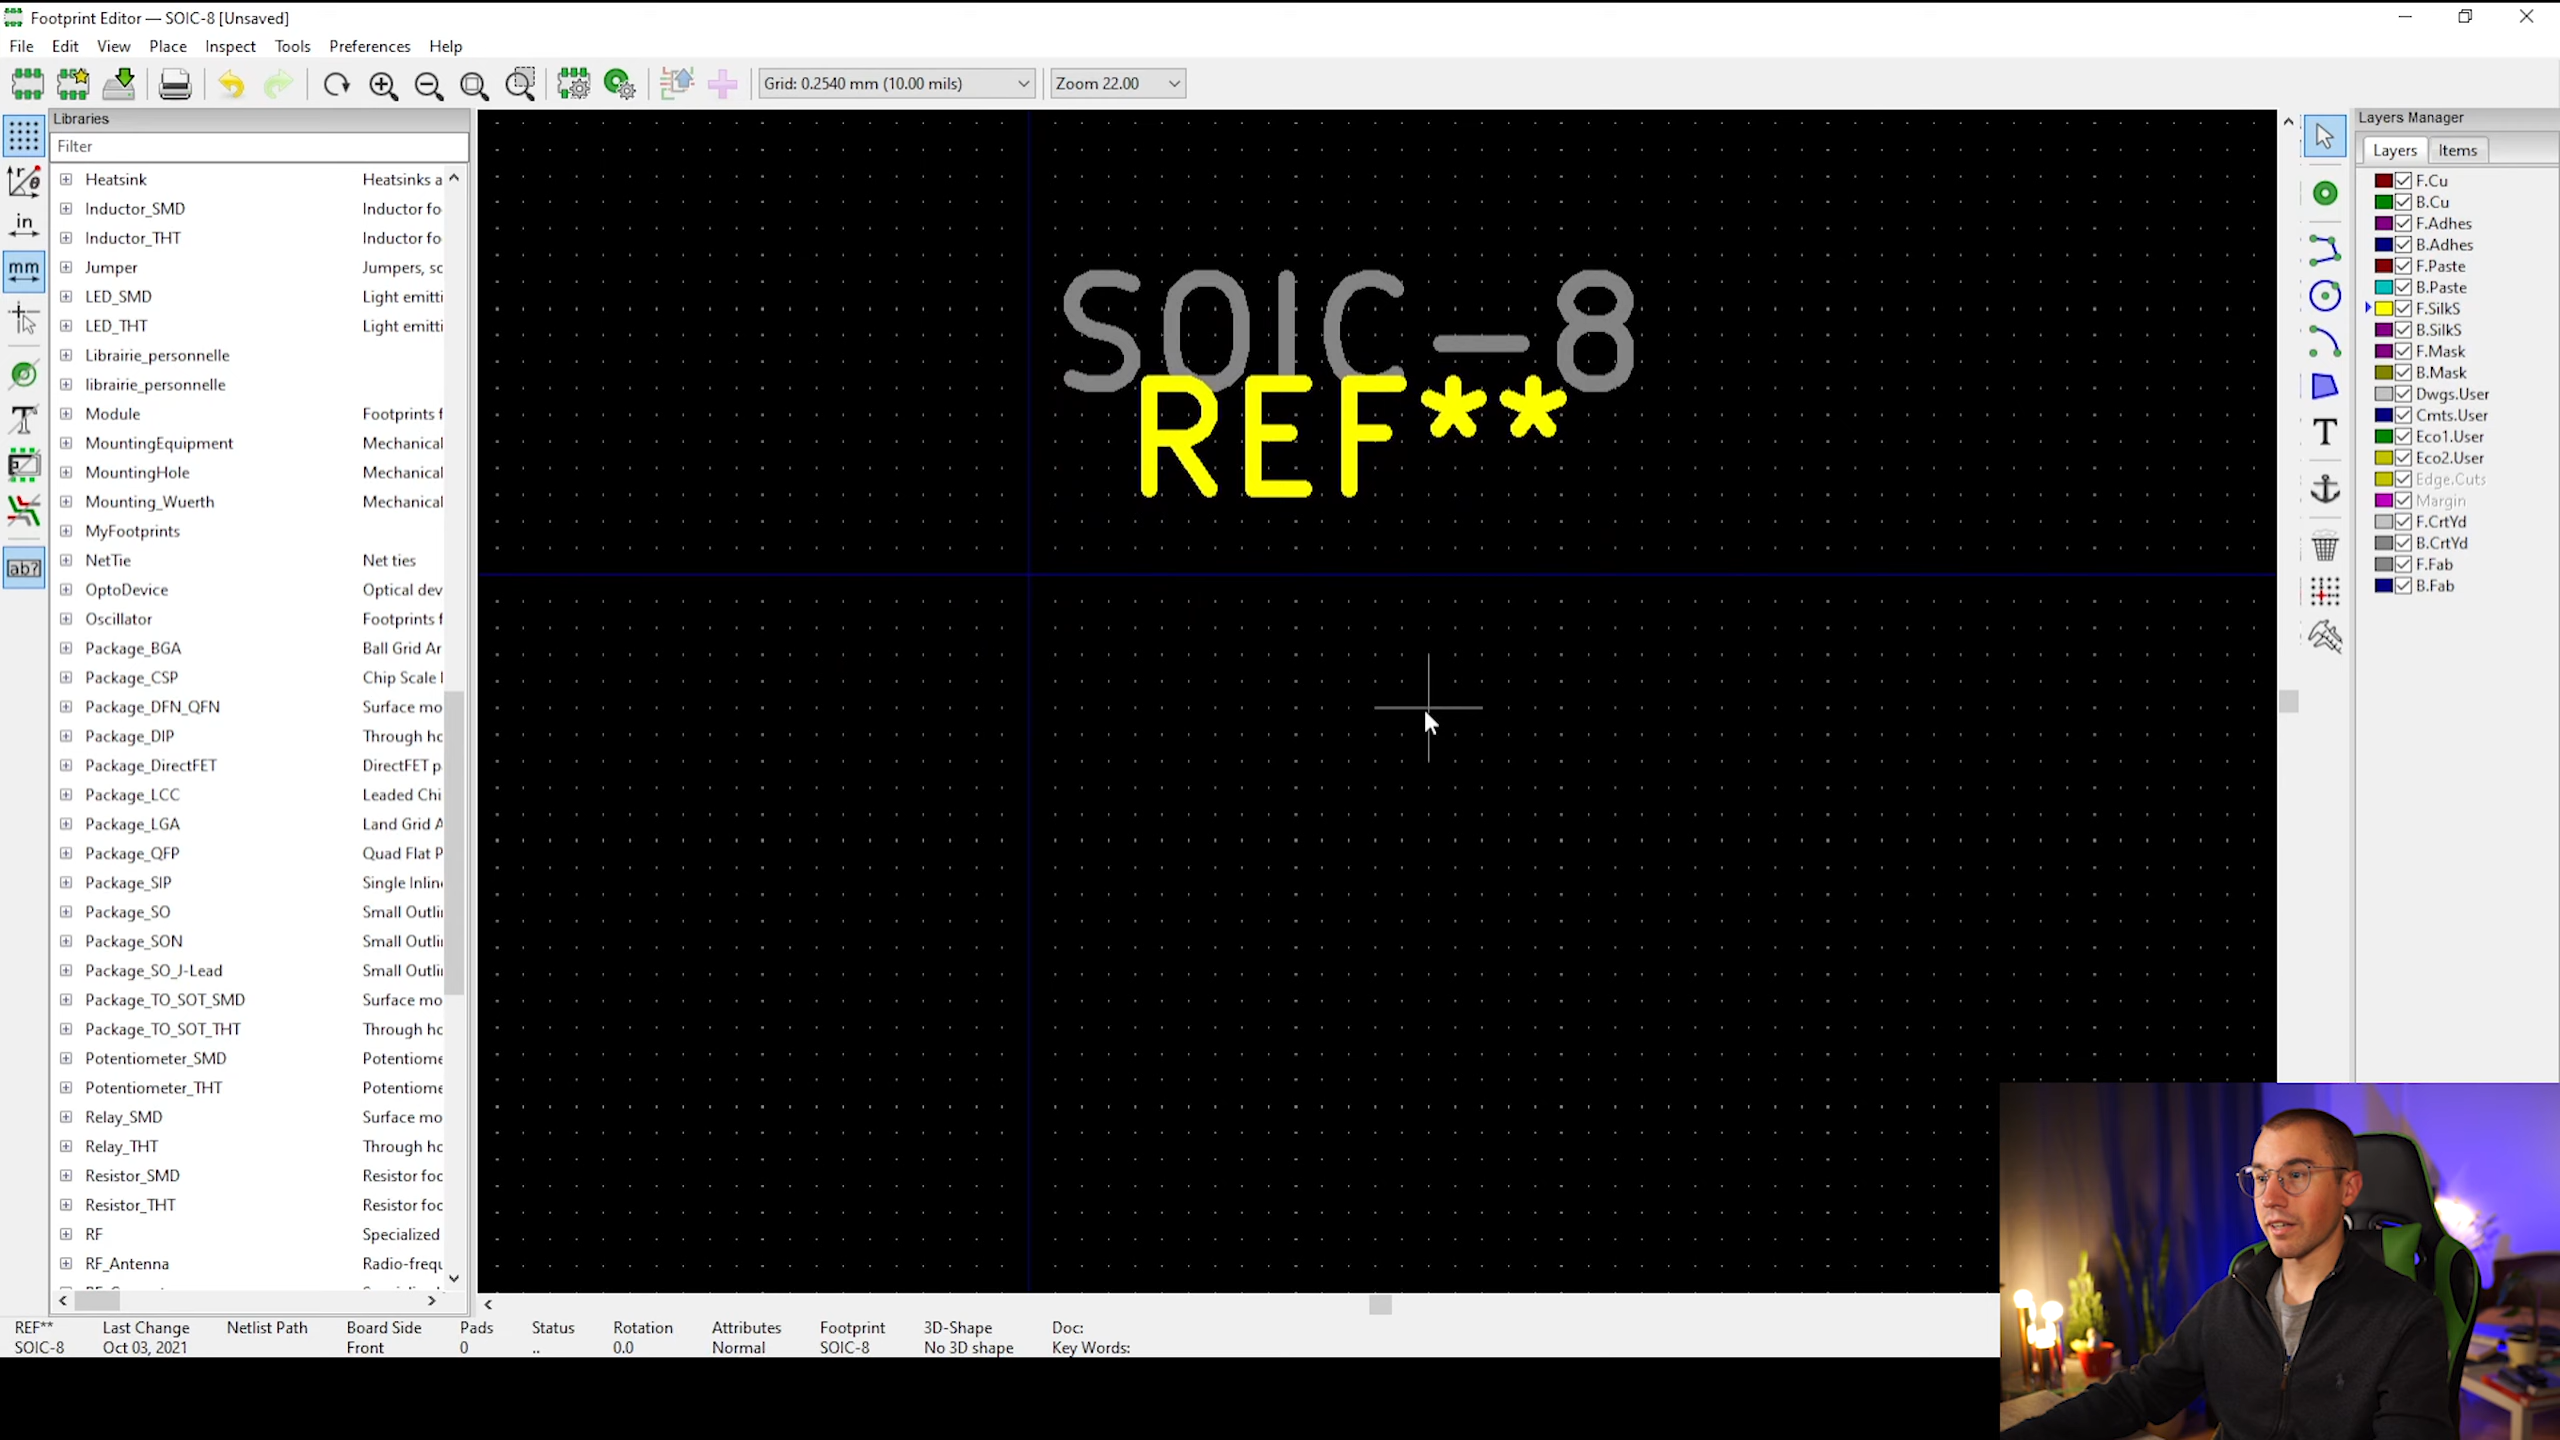 Footprint Editor — SOIC-8 [Unsaved]
File Edit View Place Inspect Tools Preferences Help
Grid: 0.2540 mm (10.00 mils)
Zoom 22.00
Libraries
Filter
in
mm
ab?
Heatsink Heatsinks a
Inductor_SMD Inductor fo
Inductor_THT Inductor fo
Jumper Jumpers, sc
LED_SMD Light emitti
LED_THT Light emitti
Librairie_personnelle
librairie_personnelle
Module Footprints f
MountingEquipment Mechanical
MountingHole Mechanical
Mounting_Wuerth Mechanical
MyFootprints
NetTie Net ties
OptoDevice Optical dev
Oscillator Footprints f
Package_BGA Ball Grid Ar
Package_CSP Chip Scale
Package_DFN_QFN Surface mo
Package_DIP Through ho
Package_DirectFET DirectFET p
Package_LCC Leaded Chi
Package_LGA Land Grid A
Package_QFP Quad Flat P
Package_SIP Single Inline
Package_SO Small Outli
Package_SON Small Outli
Package_SO_J-Lead Small Outli
Package_TO_SOT_SMD Surface mo
Package_TO_SOT_THT Through ho
Potentiometer_SMD Potentiome
Potentiometer_THT Potentiome
Relay_SMD Surface mo
Relay_THT Through ho
Resistor_SMD Resistor foc
Resistor_THT Resistor foc
RF Specialized
RF_Antenna Radio-frequ
SOIC-8
REF**
T
Layers Manager
Layers Items
F.Cu
B.Cu
F.Adhes
B.Adhes
F.Paste
B.Paste
F.SilkS
B.SilkS
F.Mask
B.Mask
Dwgs.User
Cmts.User
Eco1.User
Eco2.User
Edge.Cuts
Margin
F.CrtYd
B.CrtYd
F.Fab
B.Fab
REF** Last Change Netlist Path Board Side Pads Status Rotation Attributes Footprint 3D-Shape Doc:
SOIC-8 Oct 03, 2021 Front 0 .. 0.0 Normal SOIC-8 No 3D shape Key Words: